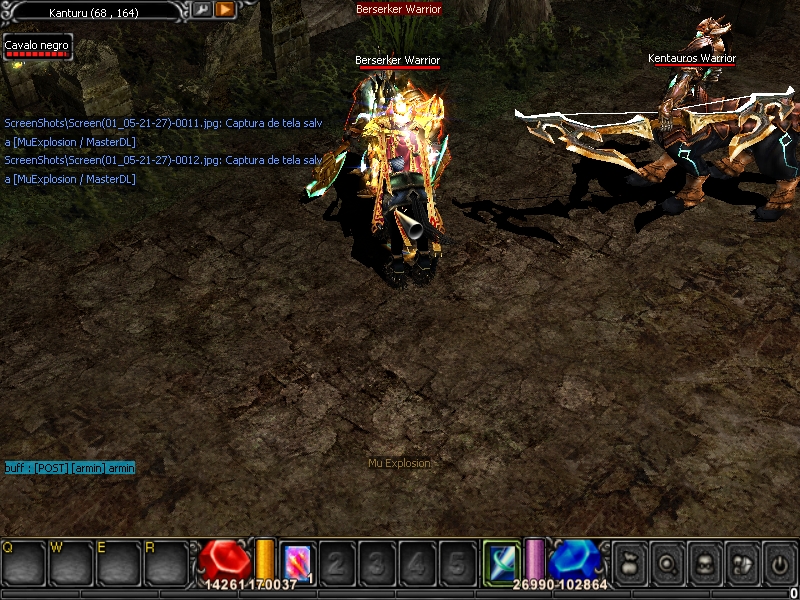 Kanturu (68 , 164)
Berserker Warrior
Cavalo negro
Berserker Warrior
Kentauros Warrior
ScreenShots\Screen(01_05-21-27)-0011.jpg: Captura de tela salv
a [MuExplosion / MasterDL]
ScreenShots\Screen(01_05-21-27)-0012.jpg: Captura de tela salv
a [MuExplosion / MasterDL]
buff : [POST] [armin] armin
Mu Explosion
Q W E R
1 2 3 4 5
26990 102864
0